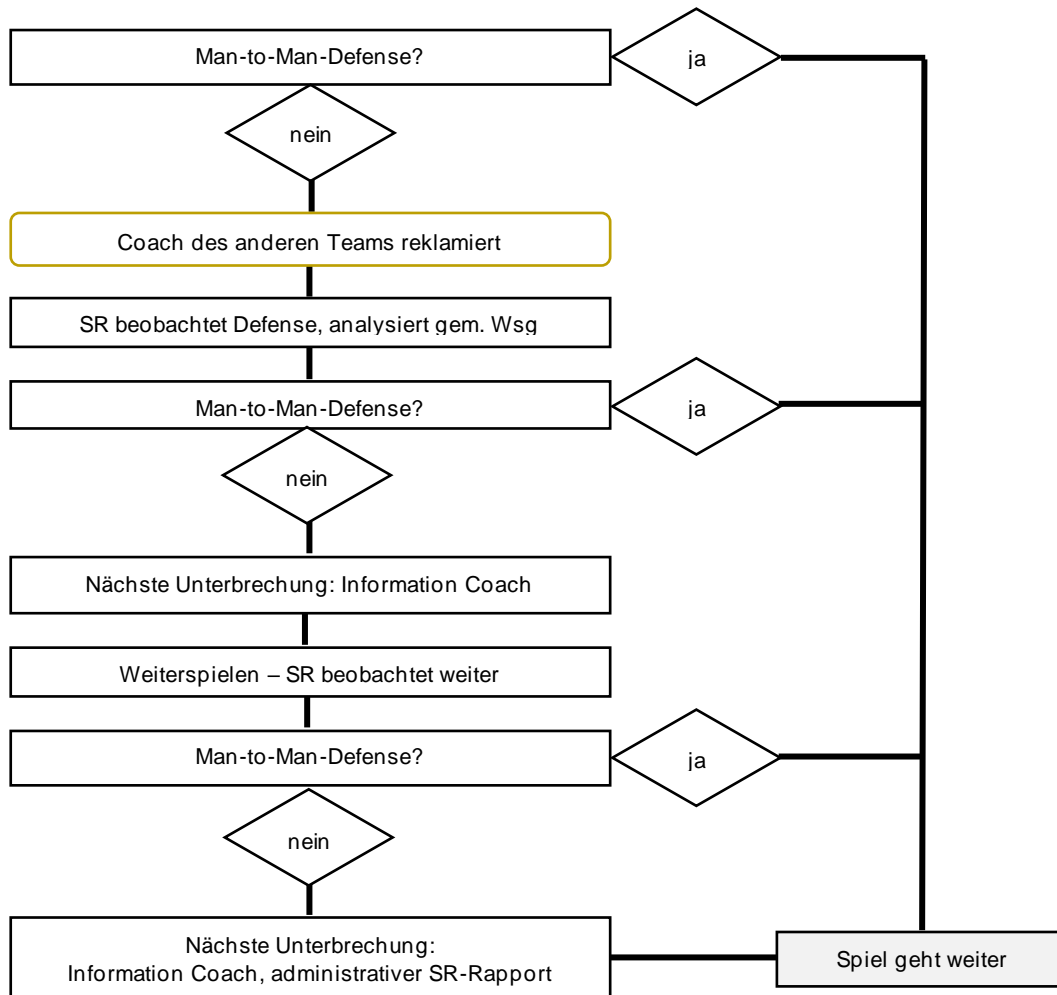 Man-to-Man-Defense?
ja
nein
Coach des anderen Teams reklamiert
SR beobachtet Defense, analysiert gem. Wsg
Man-to-Man-Defense?
ja
nein
Nächste Unterbrechung: Information Coach
Weiterspielen – SR beobachtet weiter
Man-to-Man-Defense?
ja
nein
Nächste Unterbrechung:
Information Coach, administrativer SR-Rapport
Spiel geht weiter